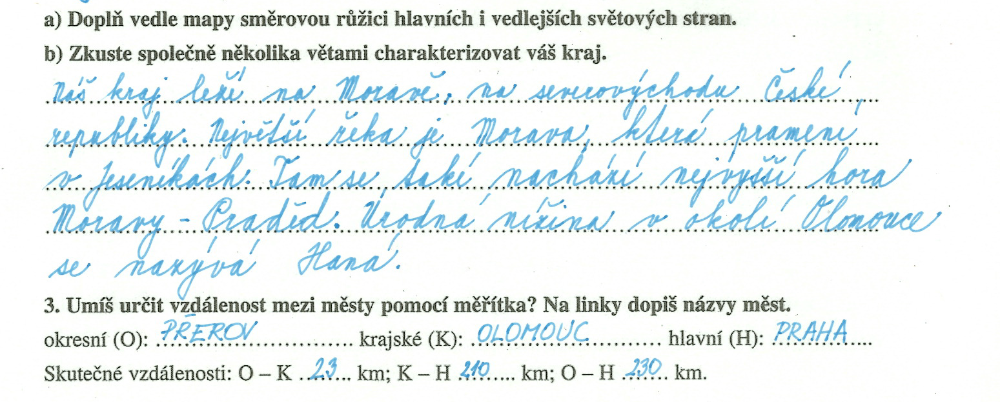 a) Doplň vedle mapy směrovou růžici hlavních i vedlejších světových stran.
b) Zkuste společně několika větami charakterizovat váš kraj.
Náš kraj leží na Moravě, na severovýchodu České
republiky. Největší řeka je Morava, která pramení
v Jeseníkách. Tam se také nachází nejvyšší hora
Moravy - Praděd. Úrodná nížina v okolí Olomouce
se nazývá Haná.
3. Umíš určit vzdálenost mezi městy pomocí měřítka? Na linky dopiš názvy měst.
okresní (O): PŘEROV krajské (K): OLOMOUC hlavní (H): PRAHA
Skutečné vzdálenosti: O – K 23 km; K – H 210 km; O – H 230 km.